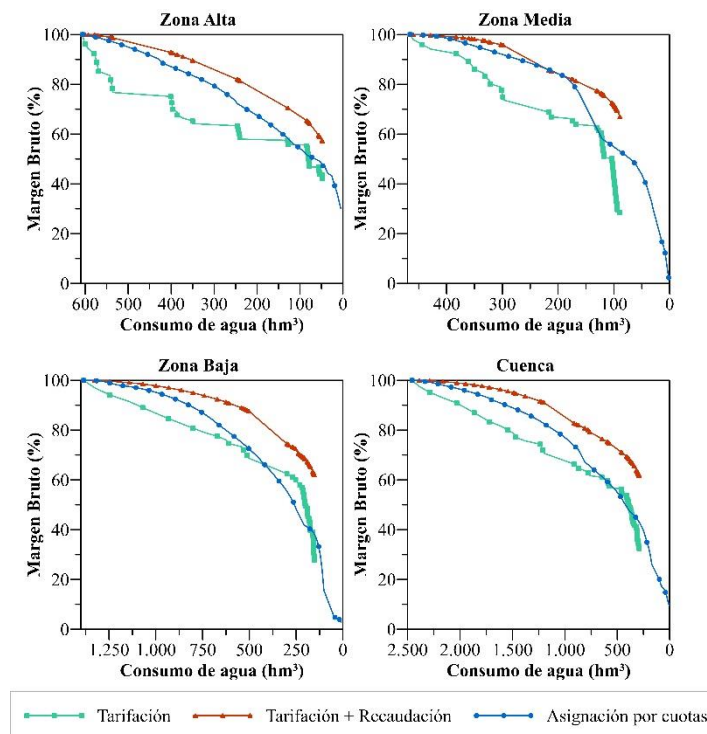 Zona Alta
Zona Media
100
80
60
40
20
0
Margen Bruto (%)
600 500 400 300 200 100 0
Consumo de agua (hm³)
100
80
60
40
20
0
Margen Bruto (%)
400 300 200 100 0
Consumo de agua (hm³)
Zona Baja
Cuenca
100
80
60
40
20
0
Margen Bruto (%)
1.250 1.000 750 500 250 0
Consumo de agua (hm³)
100
80
60
40
20
0
Margen Bruto (%)
2.500 2.000 1.500 1.000 500 0
Consumo de agua (hm³)
Tarifación
Tarifación + Recaudación
Asignación por cuotas